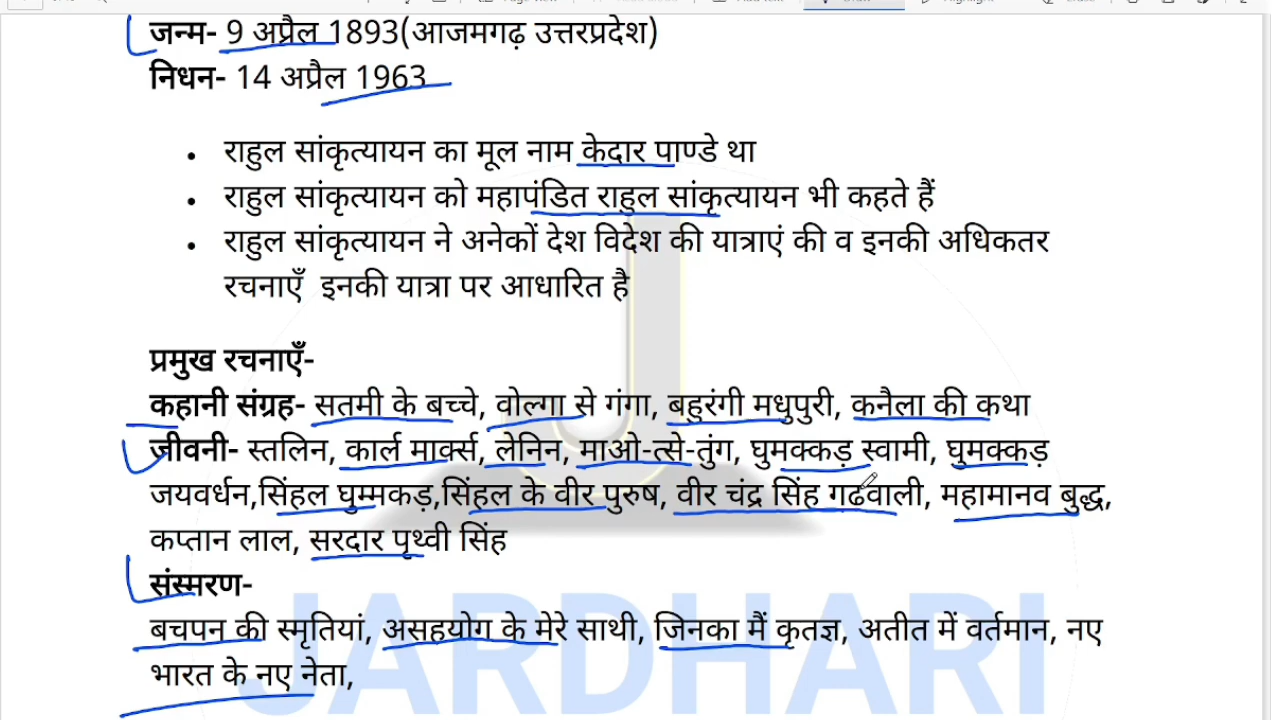 जन्म- 9 अप्रैल 1893(आजमगढ़ उत्तरप्रदेश)
निधन- 14 अप्रैल 1963
• राहुल सांकृत्यायन का मूल नाम केदार पाण्डे था
• राहुल सांकृत्यायन को महापंडित राहुल सांकृत्यायन भी कहते हैं
• राहुल सांकृत्यायन ने अनेकों देश विदेश की यात्राएं की व इनकी अधिकतर
रचनाएँ इनकी यात्रा पर आधारित है
प्रमुख रचनाएँ-
कहानी संग्रह- सतमी के बच्चे, वोल्गा से गंगा, बहुरंगी मधुपुरी, कनैला की कथा
जीवनी- स्तलिन, कार्ल मार्क्स, लेनिन, माओ-त्से-तुंग, घुमक्कड़ स्वामी, घूमक्कड़
जयवर्धन,सिंहल घुम्मकड़,सिंहल के वीर पुरुष, वीर चंद्र सिंह गढवाली, महामानव बुद्ध,
कप्तान लाल, सरदार पृथ्वी सिंह
संस्मरण-
बचपन की स्मृतियां, असहयोग के मेरे साथी, जिनका मैं कृतज्ञ, अतीत में वर्तमान, नए
भारत के नए नेता,
J
JARDHARI